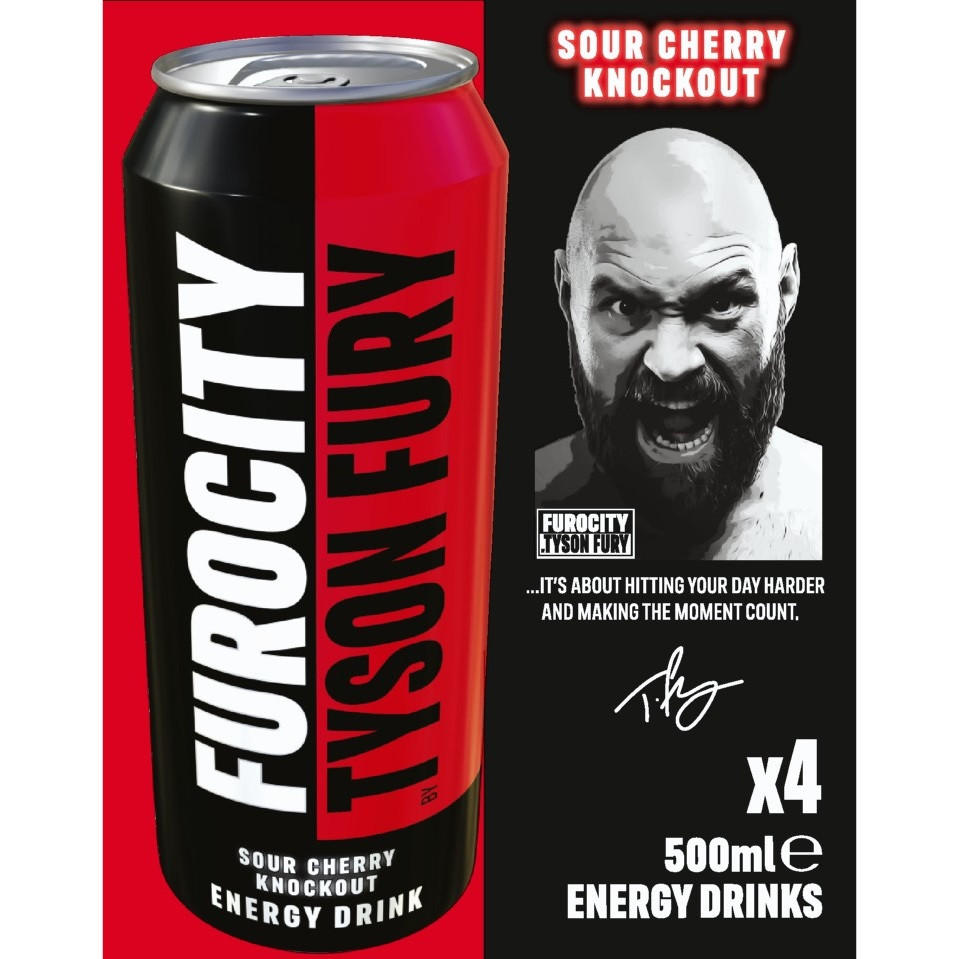 FUROCITY
BY TYSON FURY
SOUR CHERRY
KNOCKOUT
ENERGY DRINK
SOUR CHERRY
KNOCKOUT
FUROCITY
.TYSON FURY
...IT'S ABOUT HITTING YOUR DAY HARDER
AND MAKING THE MOMENT COUNT.
x4
500ml℮
ENERGY DRINKS